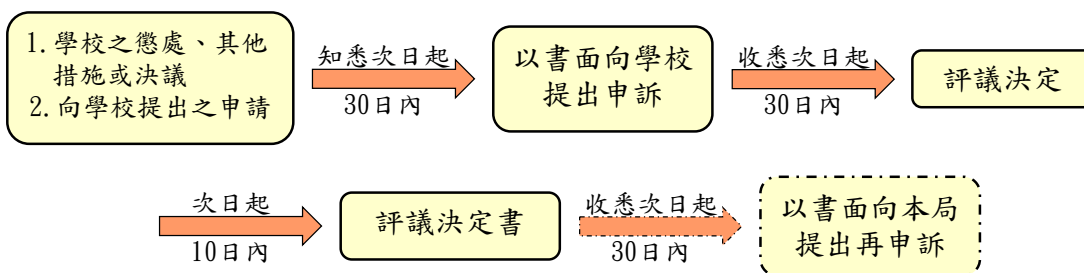 1.學校之懲處、其他
措施或決議
2.向學校提出之申請
知悉次日起
30日內
以書面向學校
提出申訴
收悉次日起
30日內
評議決定
次日起
10日內
評議決定書
收悉次日起
30日內
以書面向本局
提出再申訴